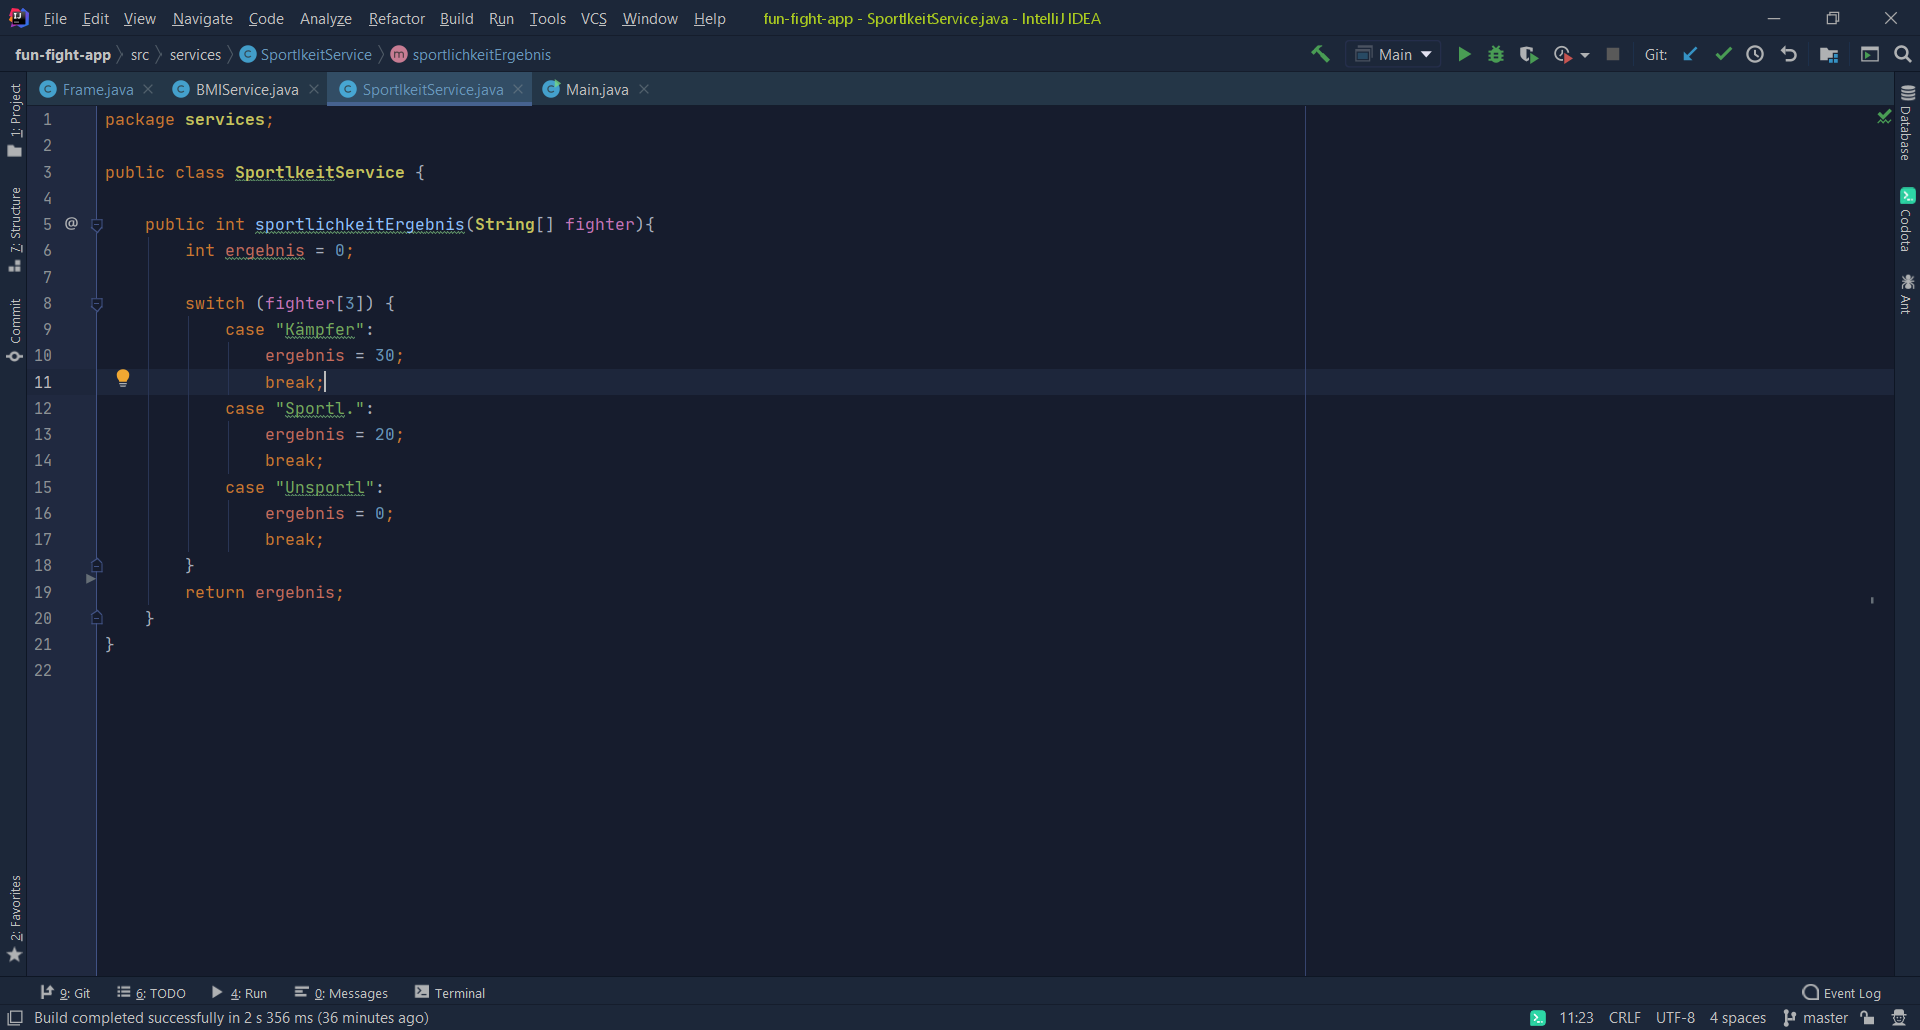 File Edit View Navigate Code Analyze Refactor Build Run Tools VCS Window Help fun-fight-app - SportlkeitService.java - IntelliJ IDEA
fun-fight-app src services SportlkeitService sportlichkeitErgebnis Main Git:
Frame.java BMIService.java SportlkeitService.java Main.java
1 package services;
2
3 public class SportlkeitService {
4
5 @ public int sportlichkeitErgebnis(String[] fighter){
6 int ergebnis = 0;
7
8 switch (fighter[3]) {
9 case "Kämpfer":
10 ergebnis = 30;
11 break;
12 case "Sportl.":
13 ergebnis = 20;
14 break;
15 case "Unsportl":
16 ergebnis = 0;
17 break;
18 }
19 return ergebnis;
20 }
21 }
22
1: Project
7: Structure
Commit
2: Favorites
Database
Codota
Ant
9: Git 6: TODO 4: Run 0: Messages Terminal Event Log
Build completed successfully in 2 s 356 ms (36 minutes ago) 11:23 CRLF UTF-8 4 spaces master